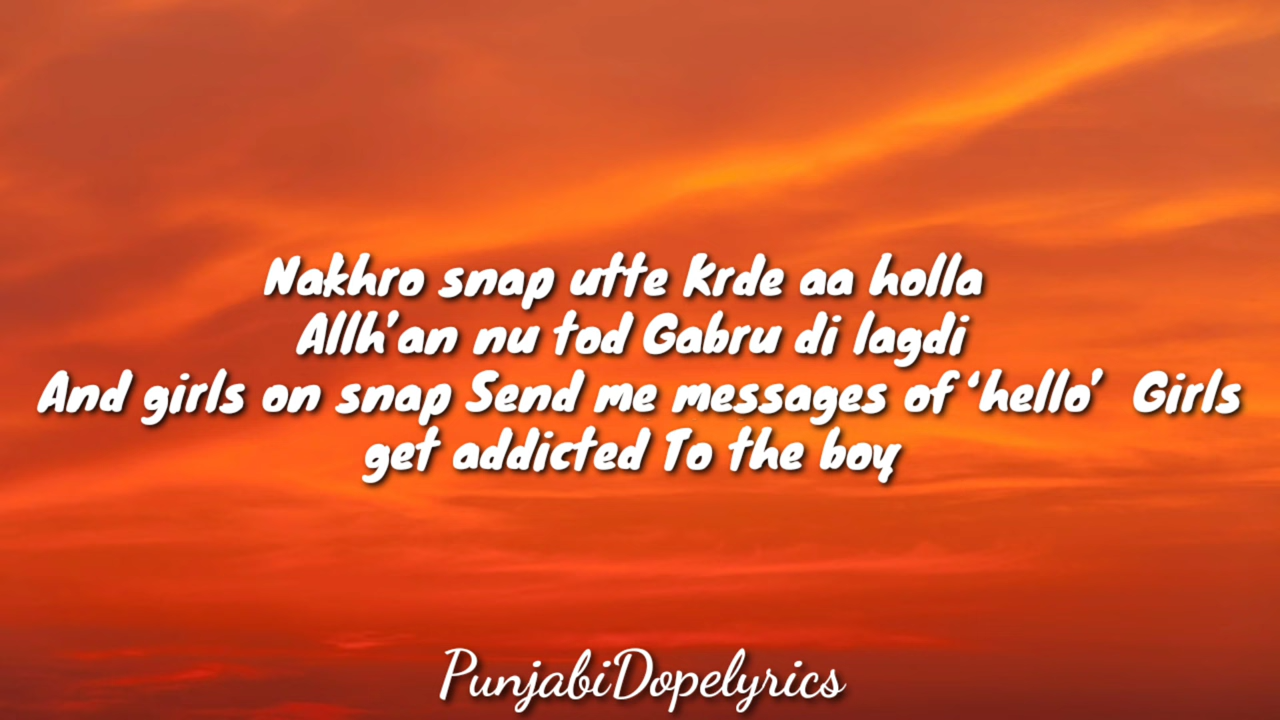 Nakhro snap utte Krde aa holla
Allh’an nu tod Gabru di lagdi
And girls on snap Send me messages of ‘hello’ Girls
get addicted To the boy
PunjabiDopelyrics